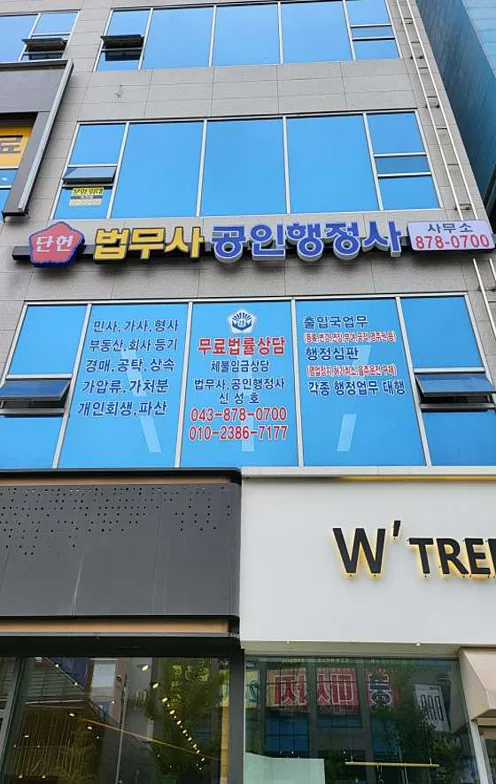 단헌 법무사 공인행정사 사무소
878-0700
민사, 가사, 형사
부동산, 회사 등기
경매, 공탁, 상속
가압류, 가처분
개인회생, 파산
무료법률상담
체불임금상담
법무사, 공인행정사
신 성 호
043-878-0700
010-2386-7177
출입국업무
행정심판
각종 행정업무 대행
W' TREE